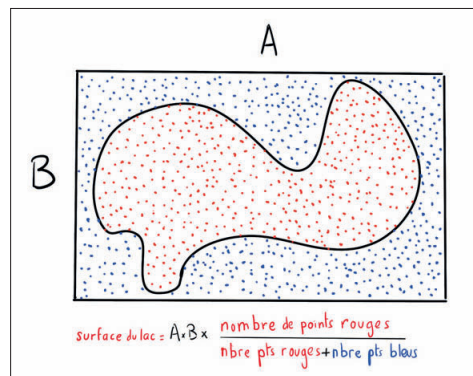 A
B
surface du lac = A x B x nombre de points rouges
nbre pts rouges + nbre pts bleus